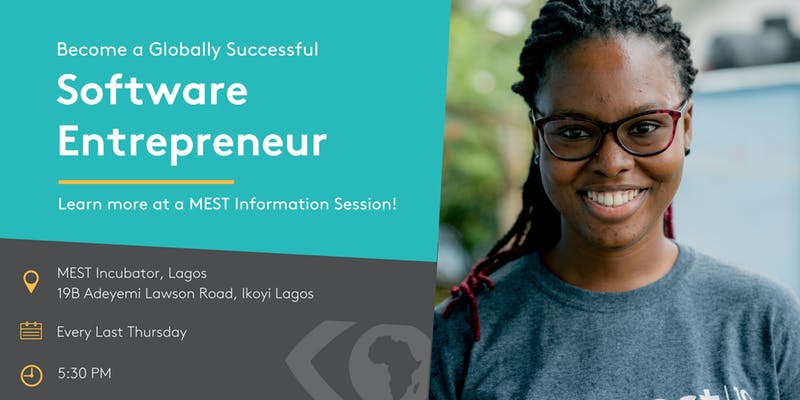 Become a Globally Successful
Software
Entrepreneur
Learn more at a MEST Information Session!
MEST Incubator, Lagos
19B Adeyemi Lawson Road, Ikoyi Lagos
Every Last Thursday
5:30 PM